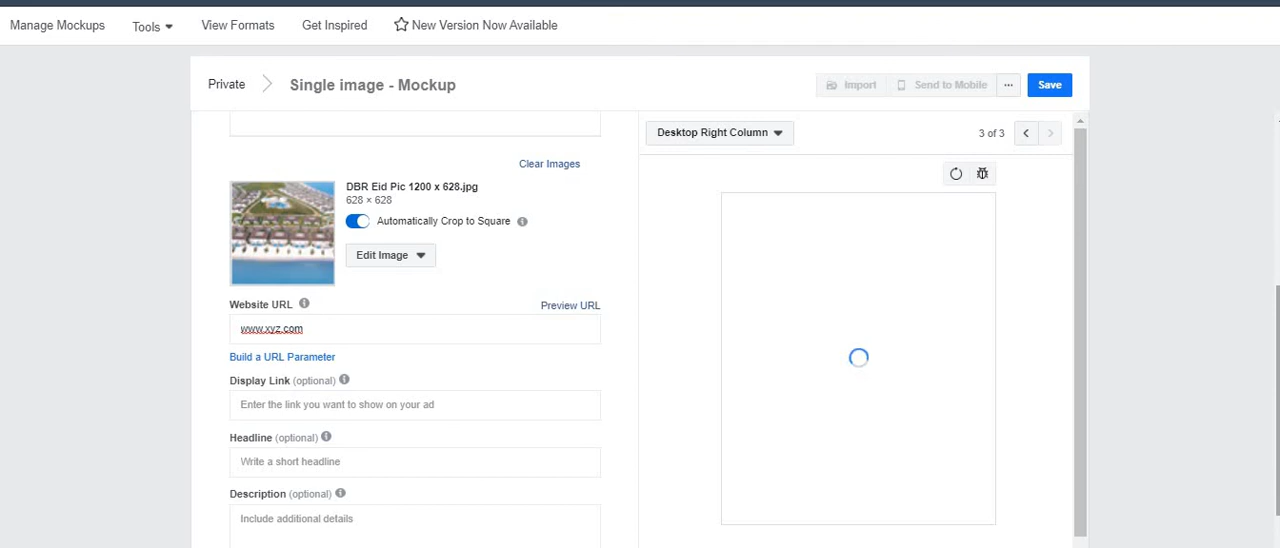 Manage Mockups Tools View Formats Get Inspired New Version Now Available
Private Single image - Mockup Import Send to Mobile ... Save
Desktop Right Column 3 of 3
Clear Images
DBR Eid Pic 1200 x 628.jpg
628 × 628
Automatically Crop to Square
Edit Image
Website URL Preview URL
www.xyz.com
Build a URL Parameter
Display Link (optional)
Enter the link you want to show on your ad
Headline (optional)
Write a short headline
Description (optional)
Include additional details